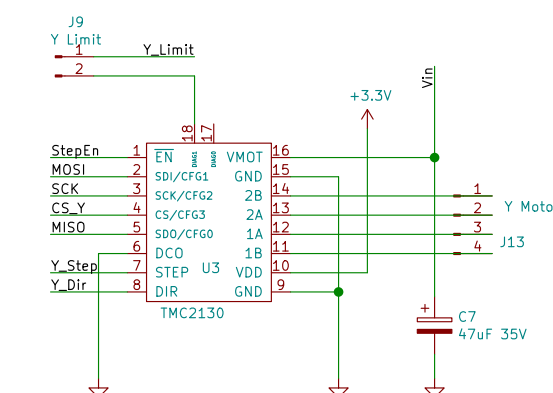 J9
Y Limit
1
Y_Limit
2
Vin
+3.3V
18
17
DIAG1
DIAG0
StepEn
1
EN
VMOT
16
MOSI
2
SDI/CFG1
GND
15
SCK
3
SCK/CFG2
2B
14
1
CS_Y
4
CS/CFG3
2A
13
2
Y Moto
MISO
5
SDO/CFG0
1A
12
3
6
DCO
1B
11
4
J13
Y_Step
7
STEP
U3
VDD
10
Y_Dir
8
DIR
GND
9
TMC2130
+
C7
47uF 35V